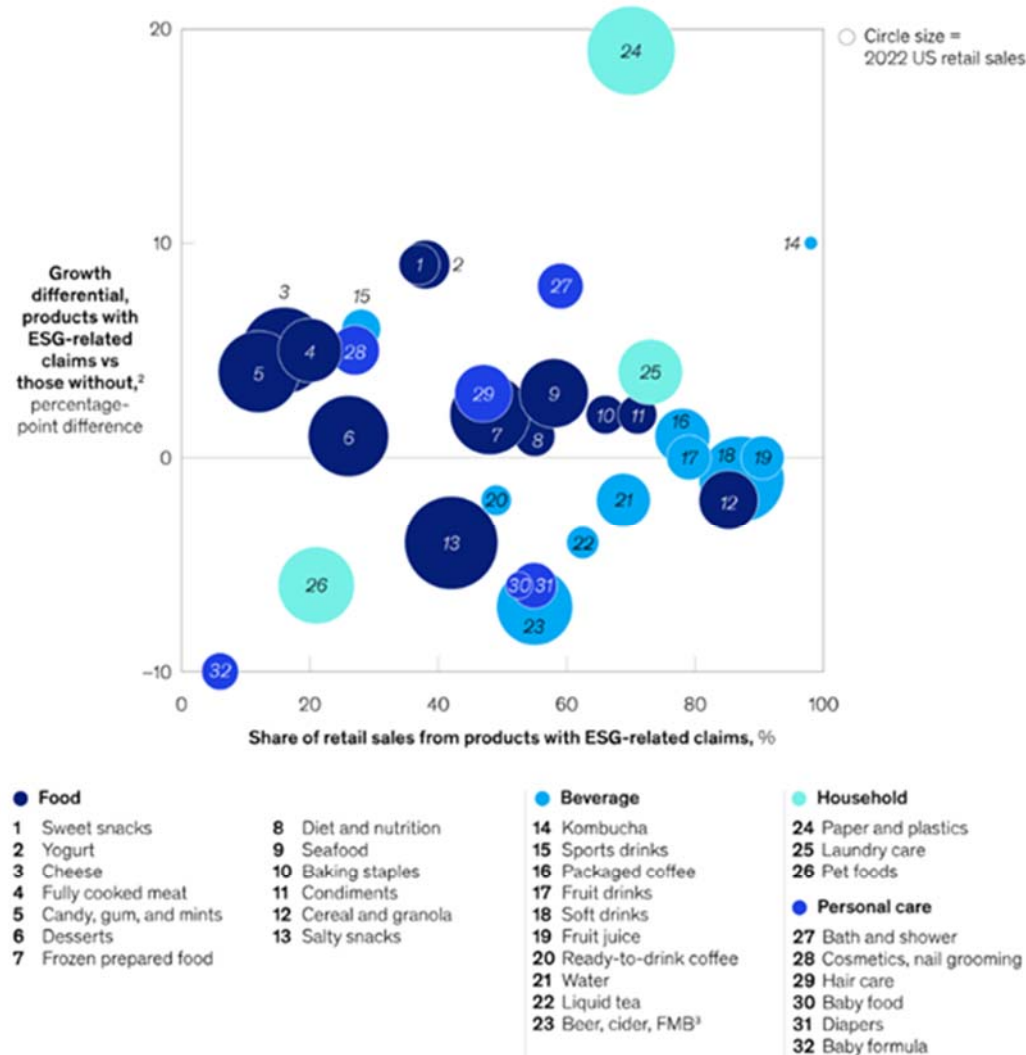 20
10
0
−10
Growth
differential,
products with
ESG-related
claims vs
those without,²
percentage-
point difference
Circle size =
2022 US retail sales
24
14
1
2
27
3
15
4
28
5
25
29
9
7
8
10
11
6
16
17
18
19
12
20
21
22
13
26
30
31
23
32
0
20
40
60
80
100
Share of retail sales from products with ESG-related claims, %
Food
1 Sweet snacks
2 Yogurt
3 Cheese
4 Fully cooked meat
5 Candy, gum, and mints
6 Desserts
7 Frozen prepared food
8 Diet and nutrition
9 Seafood
10 Baking staples
11 Condiments
12 Cereal and granola
13 Salty snacks
Beverage
14 Kombucha
15 Sports drinks
16 Packaged coffee
17 Fruit drinks
18 Soft drinks
19 Fruit juice
20 Ready-to-drink coffee
21 Water
22 Liquid tea
23 Beer, cider, FMB³
Household
24 Paper and plastics
25 Laundry care
26 Pet foods
Personal care
27 Bath and shower
28 Cosmetics, nail grooming
29 Hair care
30 Baby food
31 Diapers
32 Baby formula